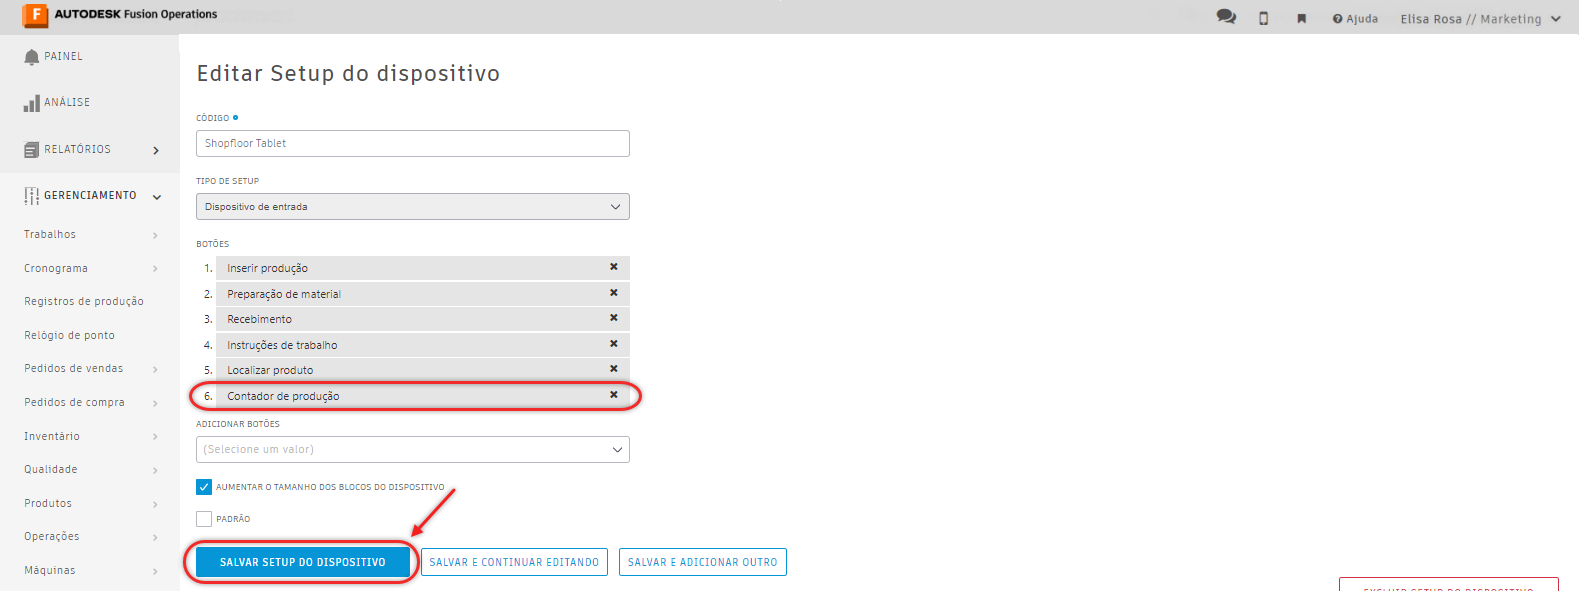 AUTODESK Fusion Operations
Ajuda
Elisa Rosa // Marketing
PAINEL
ANÁLISE
RELATÓRIOS
GERENCIAMENTO
Trabalhos
Cronograma
Registros de produção
Relógio de ponto
Pedidos de vendas
Pedidos de compra
Inventário
Qualidade
Produtos
Operações
Máquinas
Editar Setup do dispositivo
CÓDIGO
Shopfloor Tablet
TIPO DE SETUP
Dispositivo de entrada
BOTÕES
1. Inserir produção
2. Preparação de material
3. Recebimento
4. Instruções de trabalho
5. Localizar produto
6. Contador de produção
ADICIONAR BOTÕES
(Selecione um valor)
AUMENTAR O TAMANHO DOS BLOCOS DO DISPOSITIVO
PADRÃO
SALVAR SETUP DO DISPOSITIVO
SALVAR E CONTINUAR EDITANDO
SALVAR E ADICIONAR OUTRO
EXCLUIR SETUP DO DISPOSITIVO